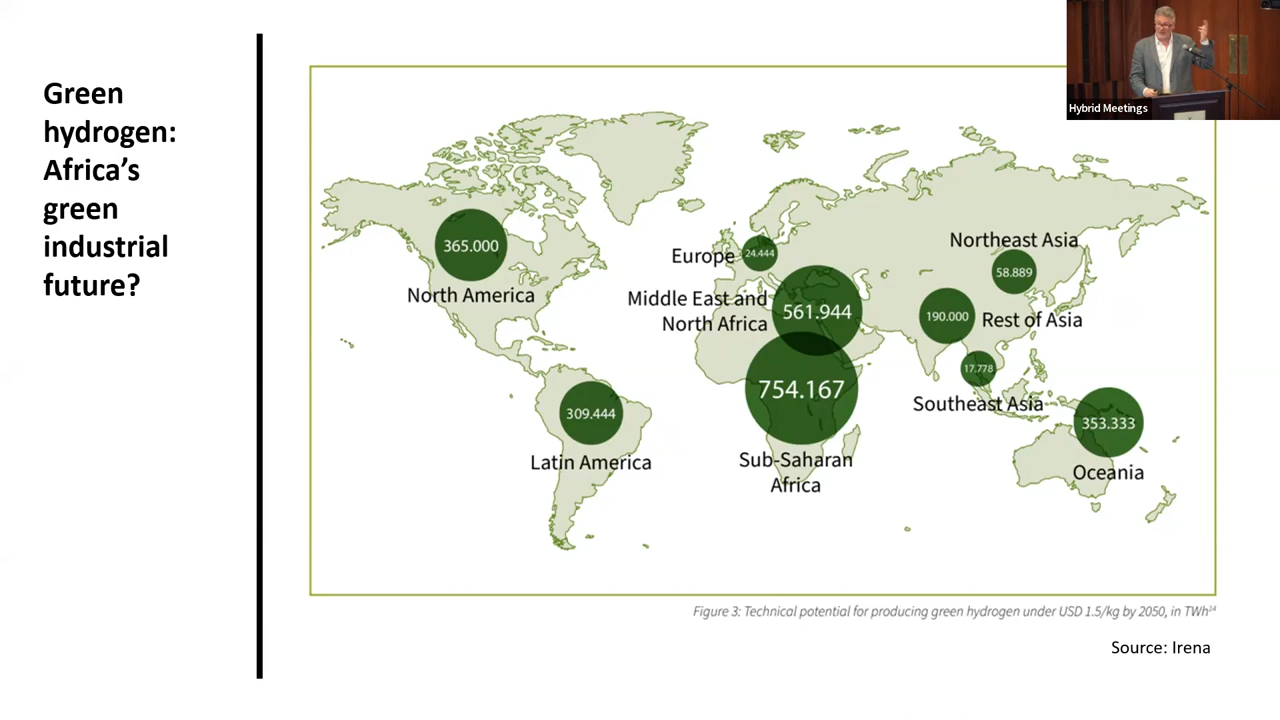 Green
hydrogen:
Africa’s
green
industrial
future?
Hybrid Meetings
365.000
North America
Europe
24.444
Northeast Asia
58.889
Middle East and
North Africa
561.944
190.000
Rest of Asia
754.167
17.778
Southeast Asia
309.444
Latin America
353.333
Oceania
Sub-Saharan
Africa
Figure 3: Technical potential for producing green hydrogen under USD 1.5/kg by 2050, in TWh¹⁴
Source: Irena